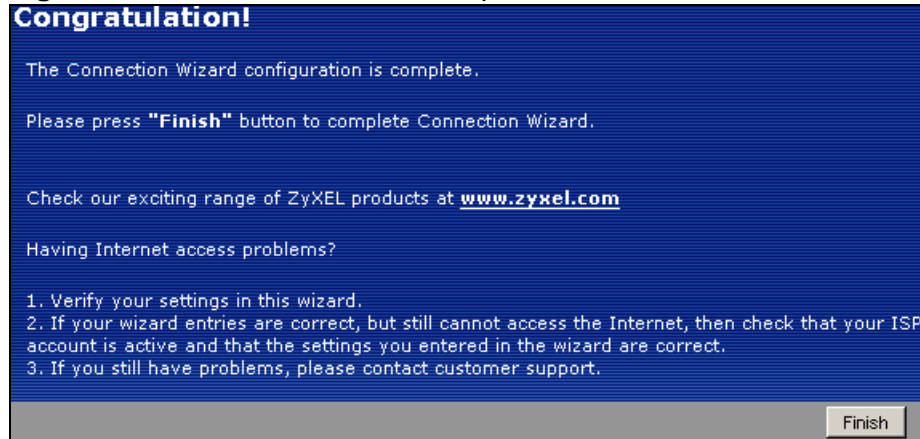 Congratulation!
The Connection Wizard configuration is complete.
Please press "Finish" button to complete Connection Wizard.
Check our exciting range of ZyXEL products at www.zyxel.com
Having Internet access problems?
1. Verify your settings in this wizard.
2. If your wizard entries are correct, but still cannot access the Internet, then check that your ISP
account is active and that the settings you entered in the wizard are correct.
3. If you still have problems, please contact customer support.
Finish